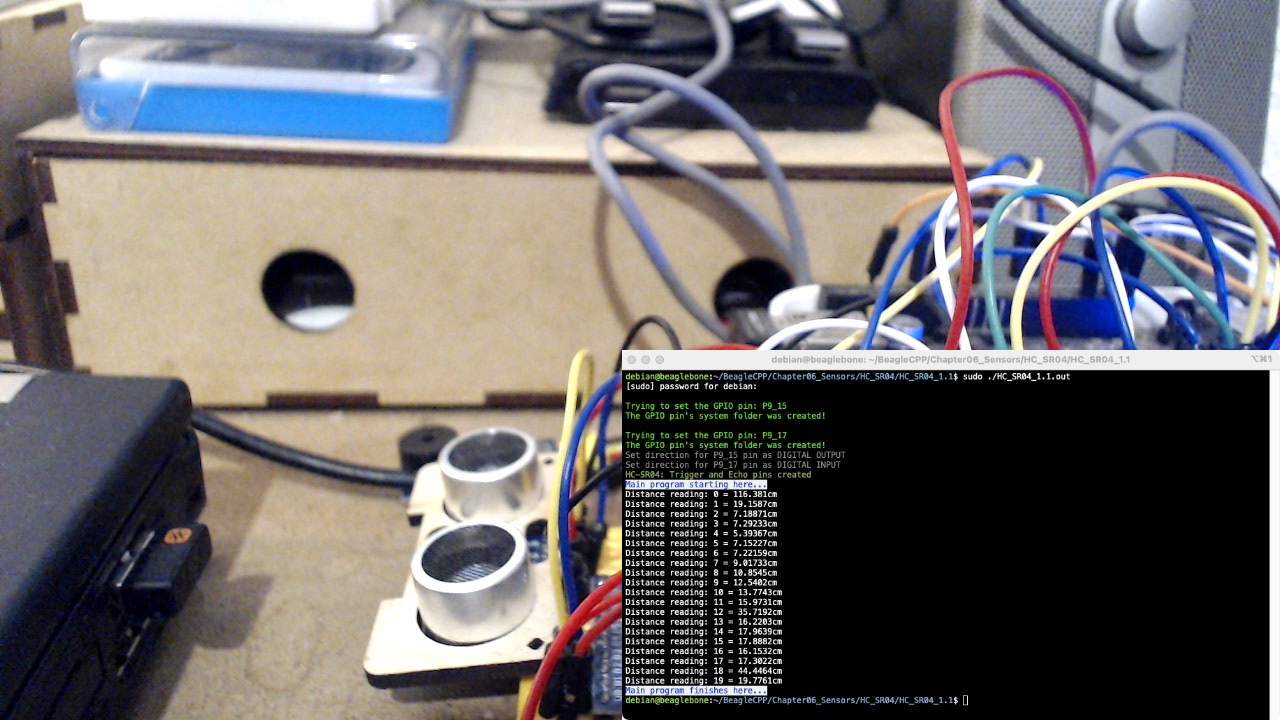 debian@beaglebone: ~/BeagleCPP/Chapter06_Sensors/HC_SR04/HC_SR04_1.1
⌥⌘1
debian@beaglebone:~/BeagleCPP/Chapter06_Sensors/HC_SR04/HC_SR04_1.1$ sudo ./HC_SR04_1.1.out
[sudo] password for debian:
Trying to set the GPIO pin: P9_15
The GPIO pin's system folder was created!
Trying to set the GPIO pin: P9_17
The GPIO pin's system folder was created!
Set direction for P9_15 pin as DIGITAL OUTPUT
Set direction for P9_17 pin as DIGITAL INPUT
HC-SR04: Trigger and Echo pins created
Main program starting here...
Distance reading: 0 = 116.381cm
Distance reading: 1 = 19.1587cm
Distance reading: 2 = 7.18871cm
Distance reading: 3 = 7.29233cm
Distance reading: 4 = 5.39367cm
Distance reading: 5 = 7.15227cm
Distance reading: 6 = 7.22159cm
Distance reading: 7 = 9.01733cm
Distance reading: 8 = 10.8545cm
Distance reading: 9 = 12.5402cm
Distance reading: 10 = 13.7743cm
Distance reading: 11 = 15.9731cm
Distance reading: 12 = 35.7192cm
Distance reading: 13 = 16.2203cm
Distance reading: 14 = 17.9639cm
Distance reading: 15 = 17.8882cm
Distance reading: 16 = 16.1532cm
Distance reading: 17 = 17.3022cm
Distance reading: 18 = 44.4464cm
Distance reading: 19 = 19.7761cm
Main program finishes here...
debian@beaglebone:~/BeagleCPP/Chapter06_Sensors/HC_SR04/HC_SR04_1.1$